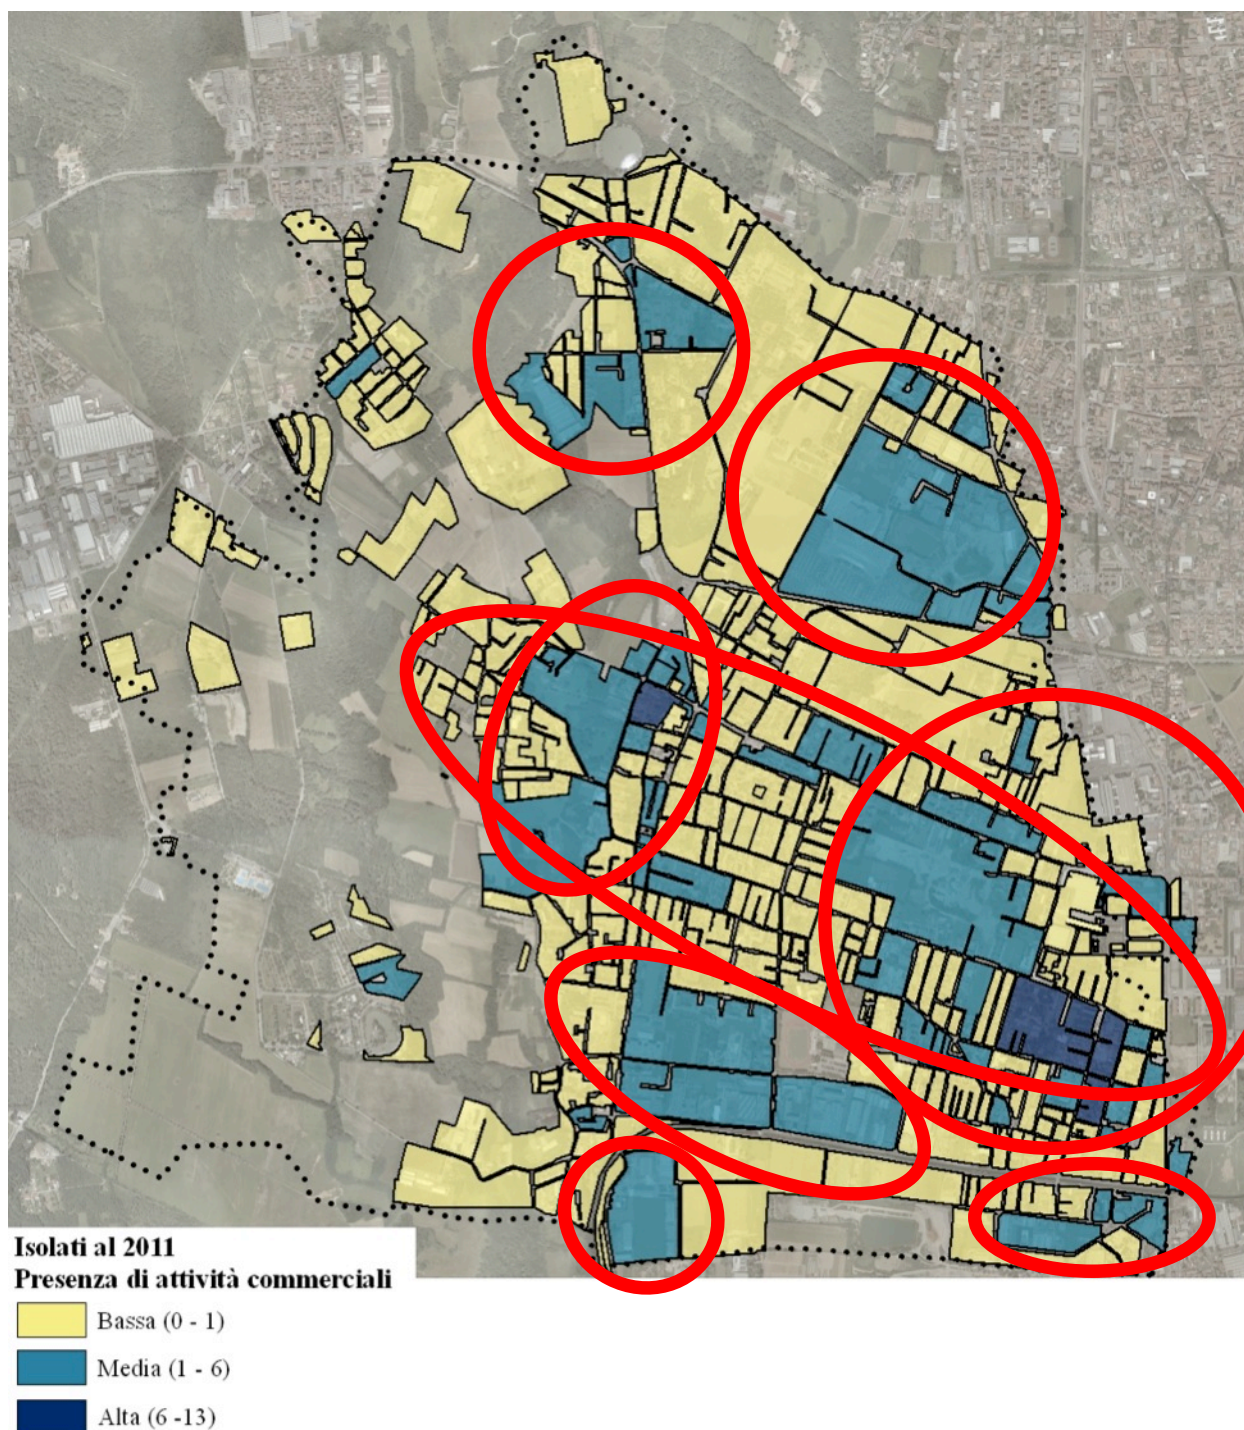 Isolati al 2011
Presenza di attività commerciali
Bassa (0 - 1)
Media (1 - 6)
Alta (6 -13)